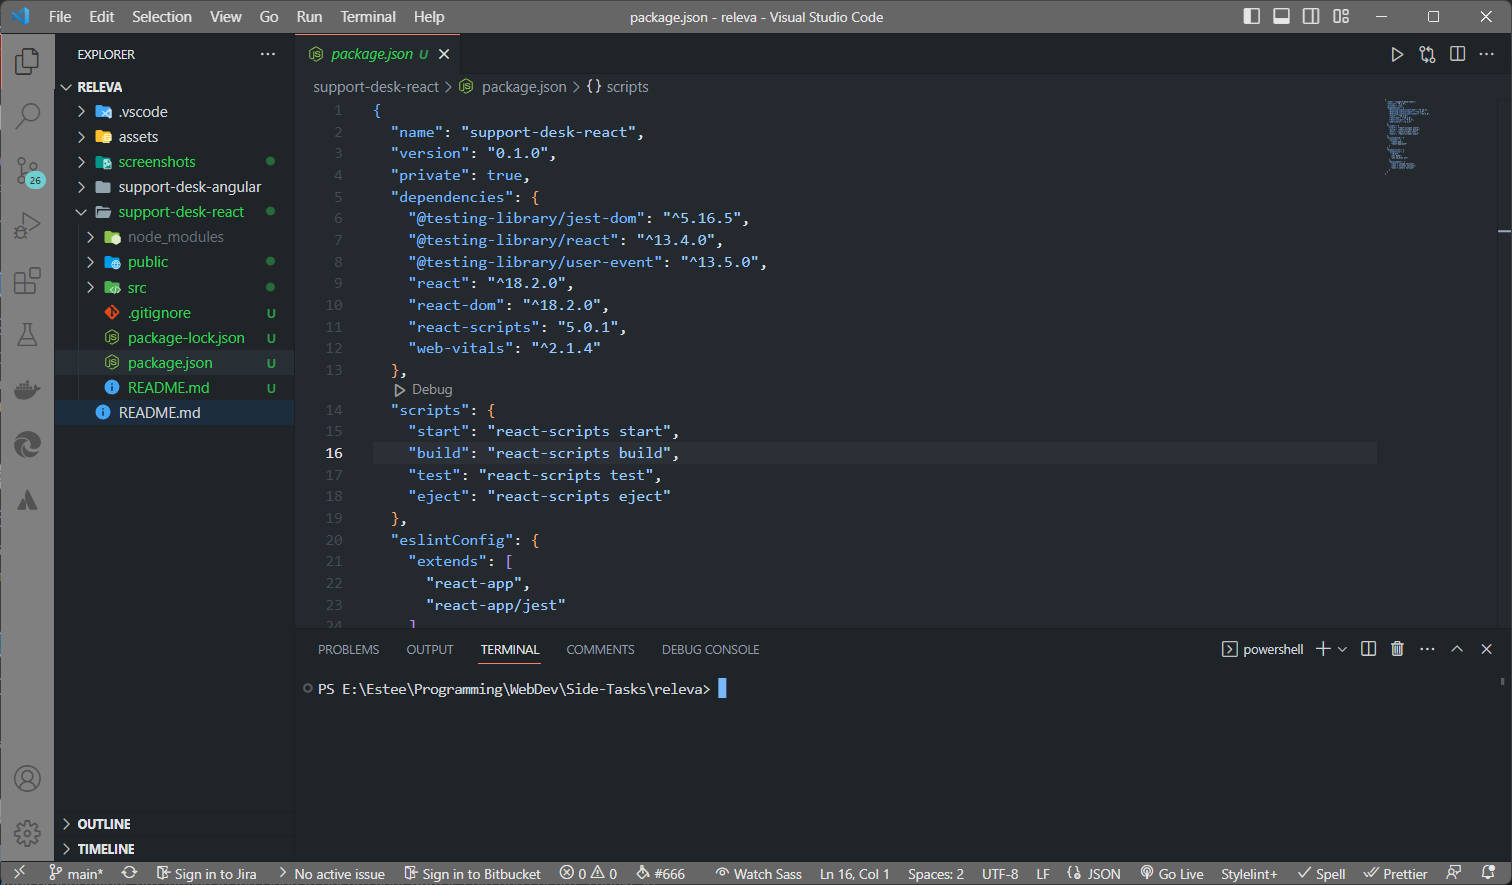 File Edit Selection View Go Run Terminal Help
package.json - releva - Visual Studio Code
EXPLORER
RELEVA
.vscode
assets
screenshots
support-desk-angular
support-desk-react
node_modules
public
src
.gitignore U
package-lock.json U
package.json U
README.md U
README.md
OUTLINE
TIMELINE
26
package.json U
support-desk-react > package.json > {} scripts
1 {
2 "name": "support-desk-react",
3 "version": "0.1.0",
4 "private": true,
5 "dependencies": {
6 "@testing-library/jest-dom": "^5.16.5",
7 "@testing-library/react": "^13.4.0",
8 "@testing-library/user-event": "^13.5.0",
9 "react": "^18.2.0",
10 "react-dom": "^18.2.0",
11 "react-scripts": "5.0.1",
12 "web-vitals": "^2.1.4"
13 },
Debug
14 "scripts": {
15 "start": "react-scripts start",
16 "build": "react-scripts build",
17 "test": "react-scripts test",
18 "eject": "react-scripts eject"
19 },
20 "eslintConfig": {
21 "extends": [
22 "react-app",
23 "react-app/jest"
24 ]
PROBLEMS OUTPUT TERMINAL COMMENTS DEBUG CONSOLE
powershell
PS E:\Estee\Programming\WebDev\Side-Tasks\releva>
main* Sign in to Jira No active issue Sign in to Bitbucket 0 0 #666 Watch Sass Ln 16, Col 1 Spaces: 2 UTF-8 LF {} JSON Go Live Stylelint+ Spell Prettier